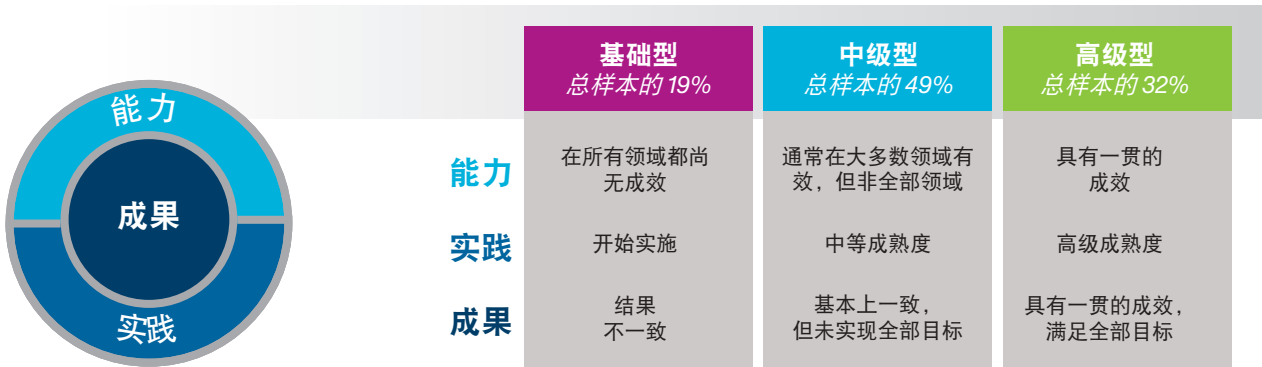 能力
成果
实践
基础型
总样本的 19%
中级型
总样本的 49%
高级型
总样本的 32%
能力
在所有领域都尚
无成效
通常在大多数领域有
效，但非全部领域
具有一贯的
成效
实践
开始实施
中等成熟度
高级成熟度
成果
结果
不一致
基本上一致，
但未实现全部目标
具有一贯的成效，
满足全部目标